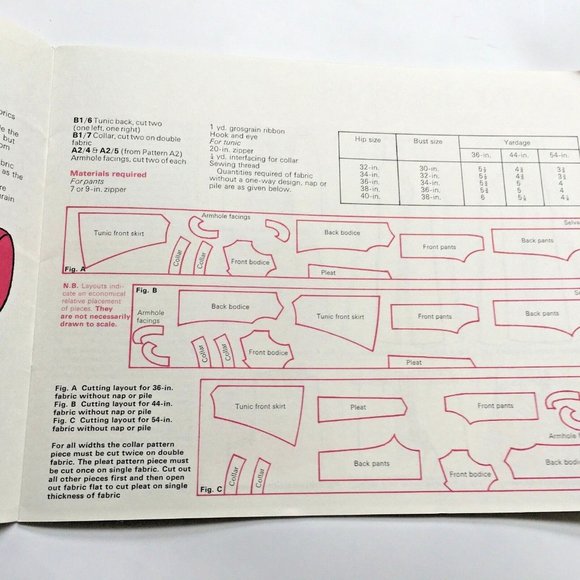 B1/6 Tunic back, cut two
(one left, one right)
B1/7 Collar, cut two on double
fabric
A2/4 & A2/5 (from Pattern A2)
Armhole facings, cut two of each
Materials required
For pants
7 or 9-in. zipper
1 yd. grosgrain ribbon
Hook and eye
For tunic
20-in. zipper
¼ yd. interfacing for collar
Sewing thread
Quantities required of fabric
without a one-way design, nap or
pile are as given below.
Hip size Bust size Yardage
36-in. 44-in. 54-in.
32-in. 30-in.
34-in. 32-in.
36-in. 34-in. 5 4
38-in. 36-in. 5 4
40-in. 38-in. 6
Fig. A
Tunic front skirt
Armhole facings
Collar
Collar
Front bodice
Back bodice
Pleat
Front pants
Back pants
N.B. Layouts indi-
cate an economical
relative placement
of pieces. They
are not necessarily
drawn to scale.
Fig. B
Armhole
facings
Back bodice
Collar
Collar
Front bodice
Tunic front skirt
Front pants
Pleat
Back pants
Fig. A Cutting layout for 36-in.
fabric without nap or pile
Fig. B Cutting layout for 44-in.
fabric without nap or pile
Fig. C Cutting layout for 54-in.
fabric without nap or pile
For all widths the collar pattern
piece must be cut twice on double
fabric. The pleat pattern piece must
be cut once on single fabric. Cut out
all other pieces first and then open
out fabric flat to cut pleat on single
thickness of fabric
Fig. C
Tunic front skirt
Pleat
Front pants
Armhole
Collar
Collar
Back pants
Front bodice
Back